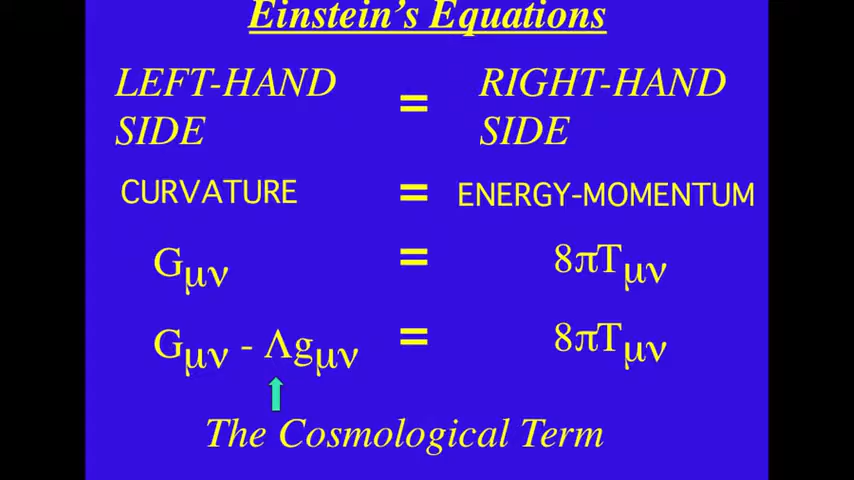 Einstein's Equations
LEFT-HAND SIDE = RIGHT-HAND SIDE
CURVATURE = ENERGY-MOMENTUM
Gμν = 8πTμν
Gμν - Λgμν = 8πTμν
The Cosmological Term